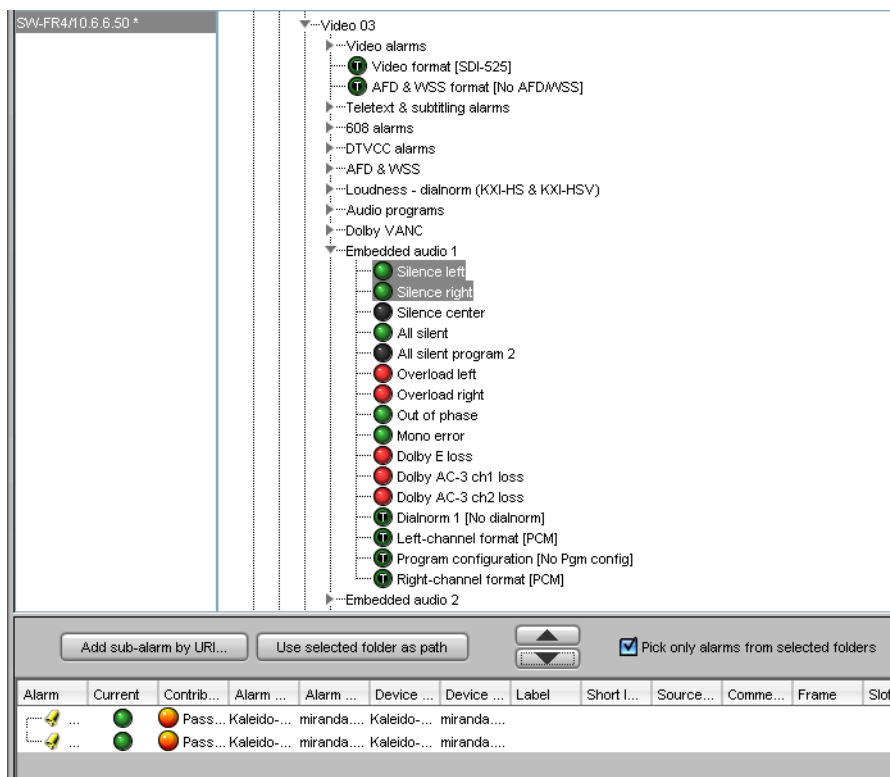 SW-FR4/10.6.6.50 *
Video 03
Video alarms
T Video format [SDI-525]
T AFD & WSS format [No AFD/WSS]
Teletext & subtitling alarms
608 alarms
DTVCC alarms
AFD & WSS
Loudness - dialnorm (KXI-HS & KXI-HSV)
Audio programs
Dolby VANC
Embedded audio 1
Silence left
Silence right
Silence center
All silent
All silent program 2
Overload left
Overload right
Out of phase
Mono error
Dolby E loss
Dolby AC-3 ch1 loss
Dolby AC-3 ch2 loss
T Dialnorm 1 [No dialnorm]
T Left-channel format [PCM]
T Program configuration [No Pgm config]
T Right-channel format [PCM]
Embedded audio 2
Add sub-alarm by URI... Use selected folder as path Pick only alarms from selected folders
Alarm Current Contrib... Alarm ... Alarm ... Device ... Device ... Label Short l... Source... Comme... Frame Slot
... Pass... Kaleido-... miranda.... Kaleido-... miranda....
... Pass... Kaleido-... miranda.... Kaleido-... miranda....